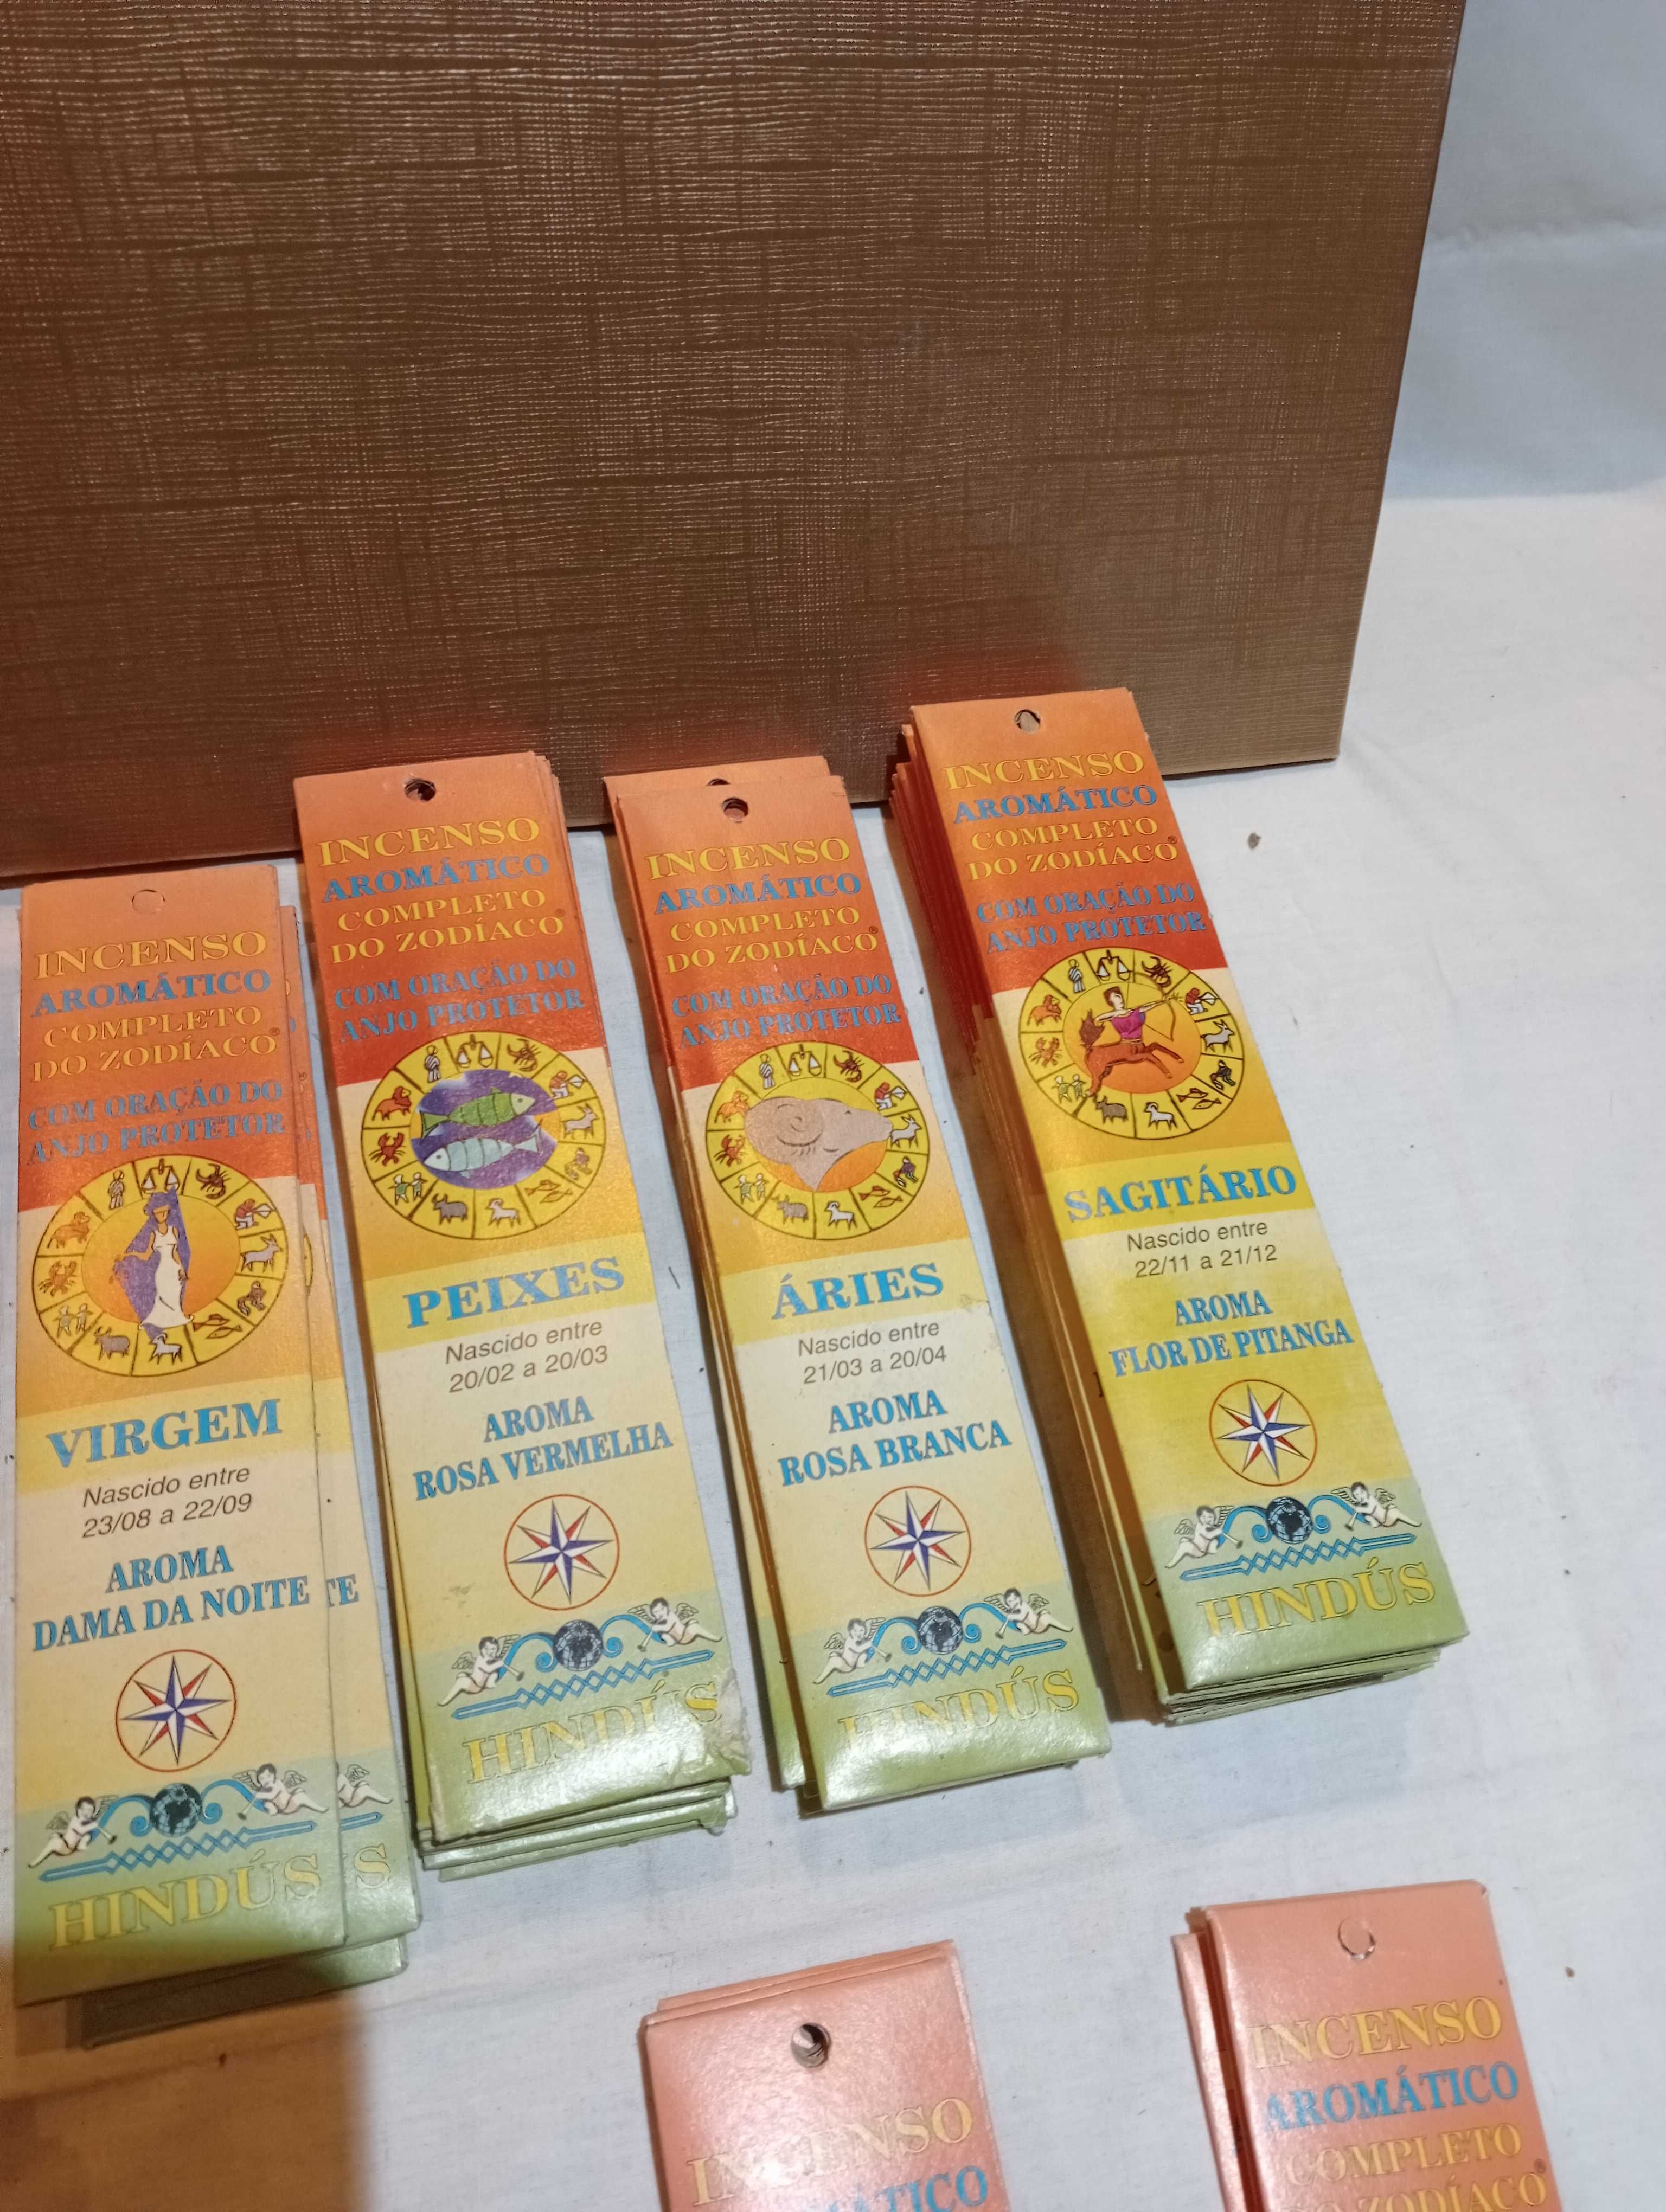 INCENSO
AROMÁTICO
COMPLETO
DO ZODÍACO®
COM ORAÇÃO DO
ANJO PROTETOR
VIRGEM
Nascido entre
23/08 a 22/09
AROMA
DAMA DA NOITE
HINDÚS
TE
S
INCENSO
AROMÁTICO
COMPLETO
DO ZODÍACO®
COM ORAÇÃO DO
ANJO PROTETOR
PEIXES
Nascido entre
20/02 a 20/03
AROMA
ROSA VERMELHA
HINDÚS
INCENSO
AROMÁTICO
COMPLETO
DO ZODÍACO®
COM ORAÇÃO DO
ANJO PROTETOR
ÁRIES
Nascido entre
21/03 a 20/04
AROMA
ROSA BRANCA
HINDÚS
INCENSO
AROMÁTICO
COMPLETO
DO ZODÍACO®
COM ORAÇÃO DO
ANJO PROTETOR
SAGITÁRIO
Nascido entre
22/11 a 21/12
AROMA
FLOR DE PITANGA
HINDÚS
INCENSO
ÁTICO
INCENSO
AROMÁTICO
COMPLETO
DO ZODÍACO®